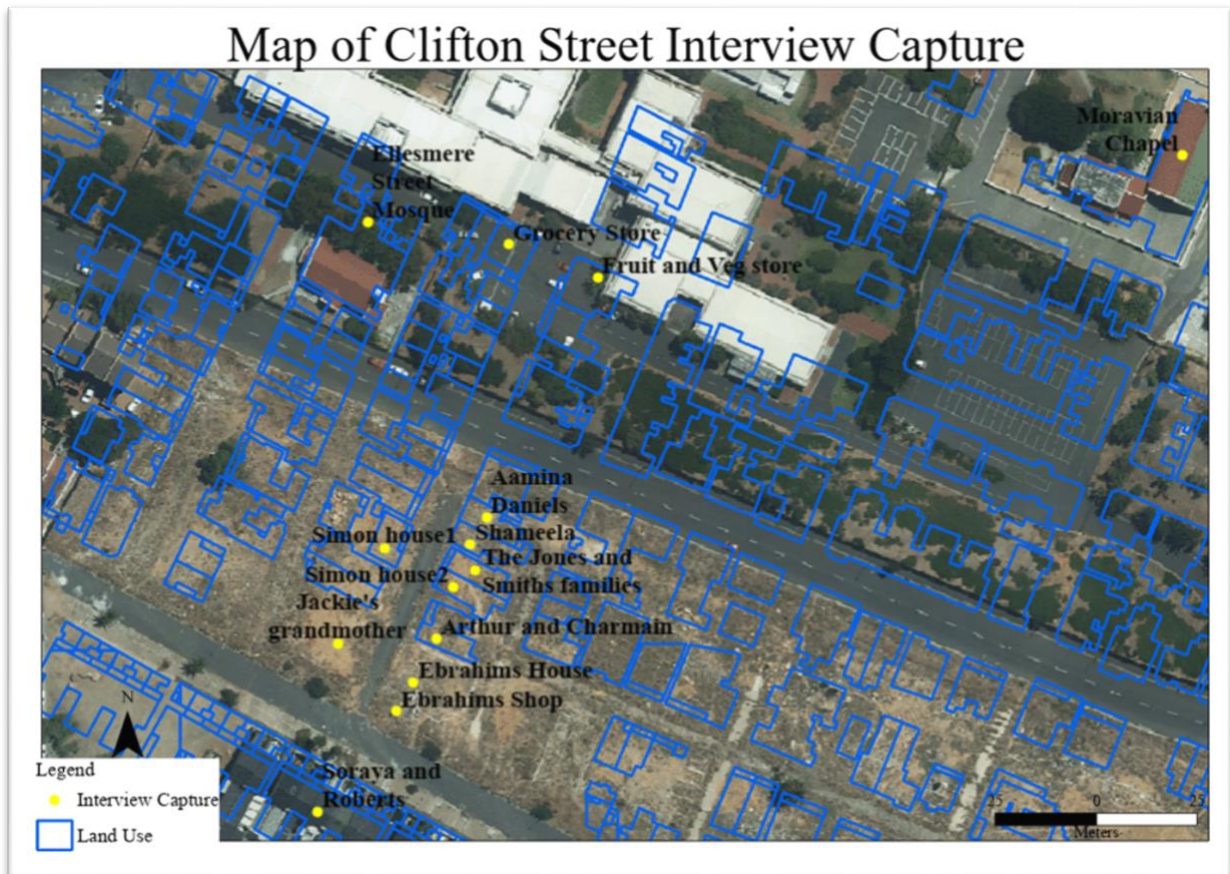 Map of Clifton Street Interview Capture
Moravian
Chapel
Ellesmere
Street
Mosque
Grocery Store
Fruit and Veg store
Aamina
Daniels
Simon house1
Shameela
The Jones and
Smiths families
Simon house2
Jackie's
grandmother
Arthur and Charmain
Ebrahims House
Ebrahims Shop
Soraya and
Roberts
N
Legend
Interview Capture
Land Use
25 0 25
Meters